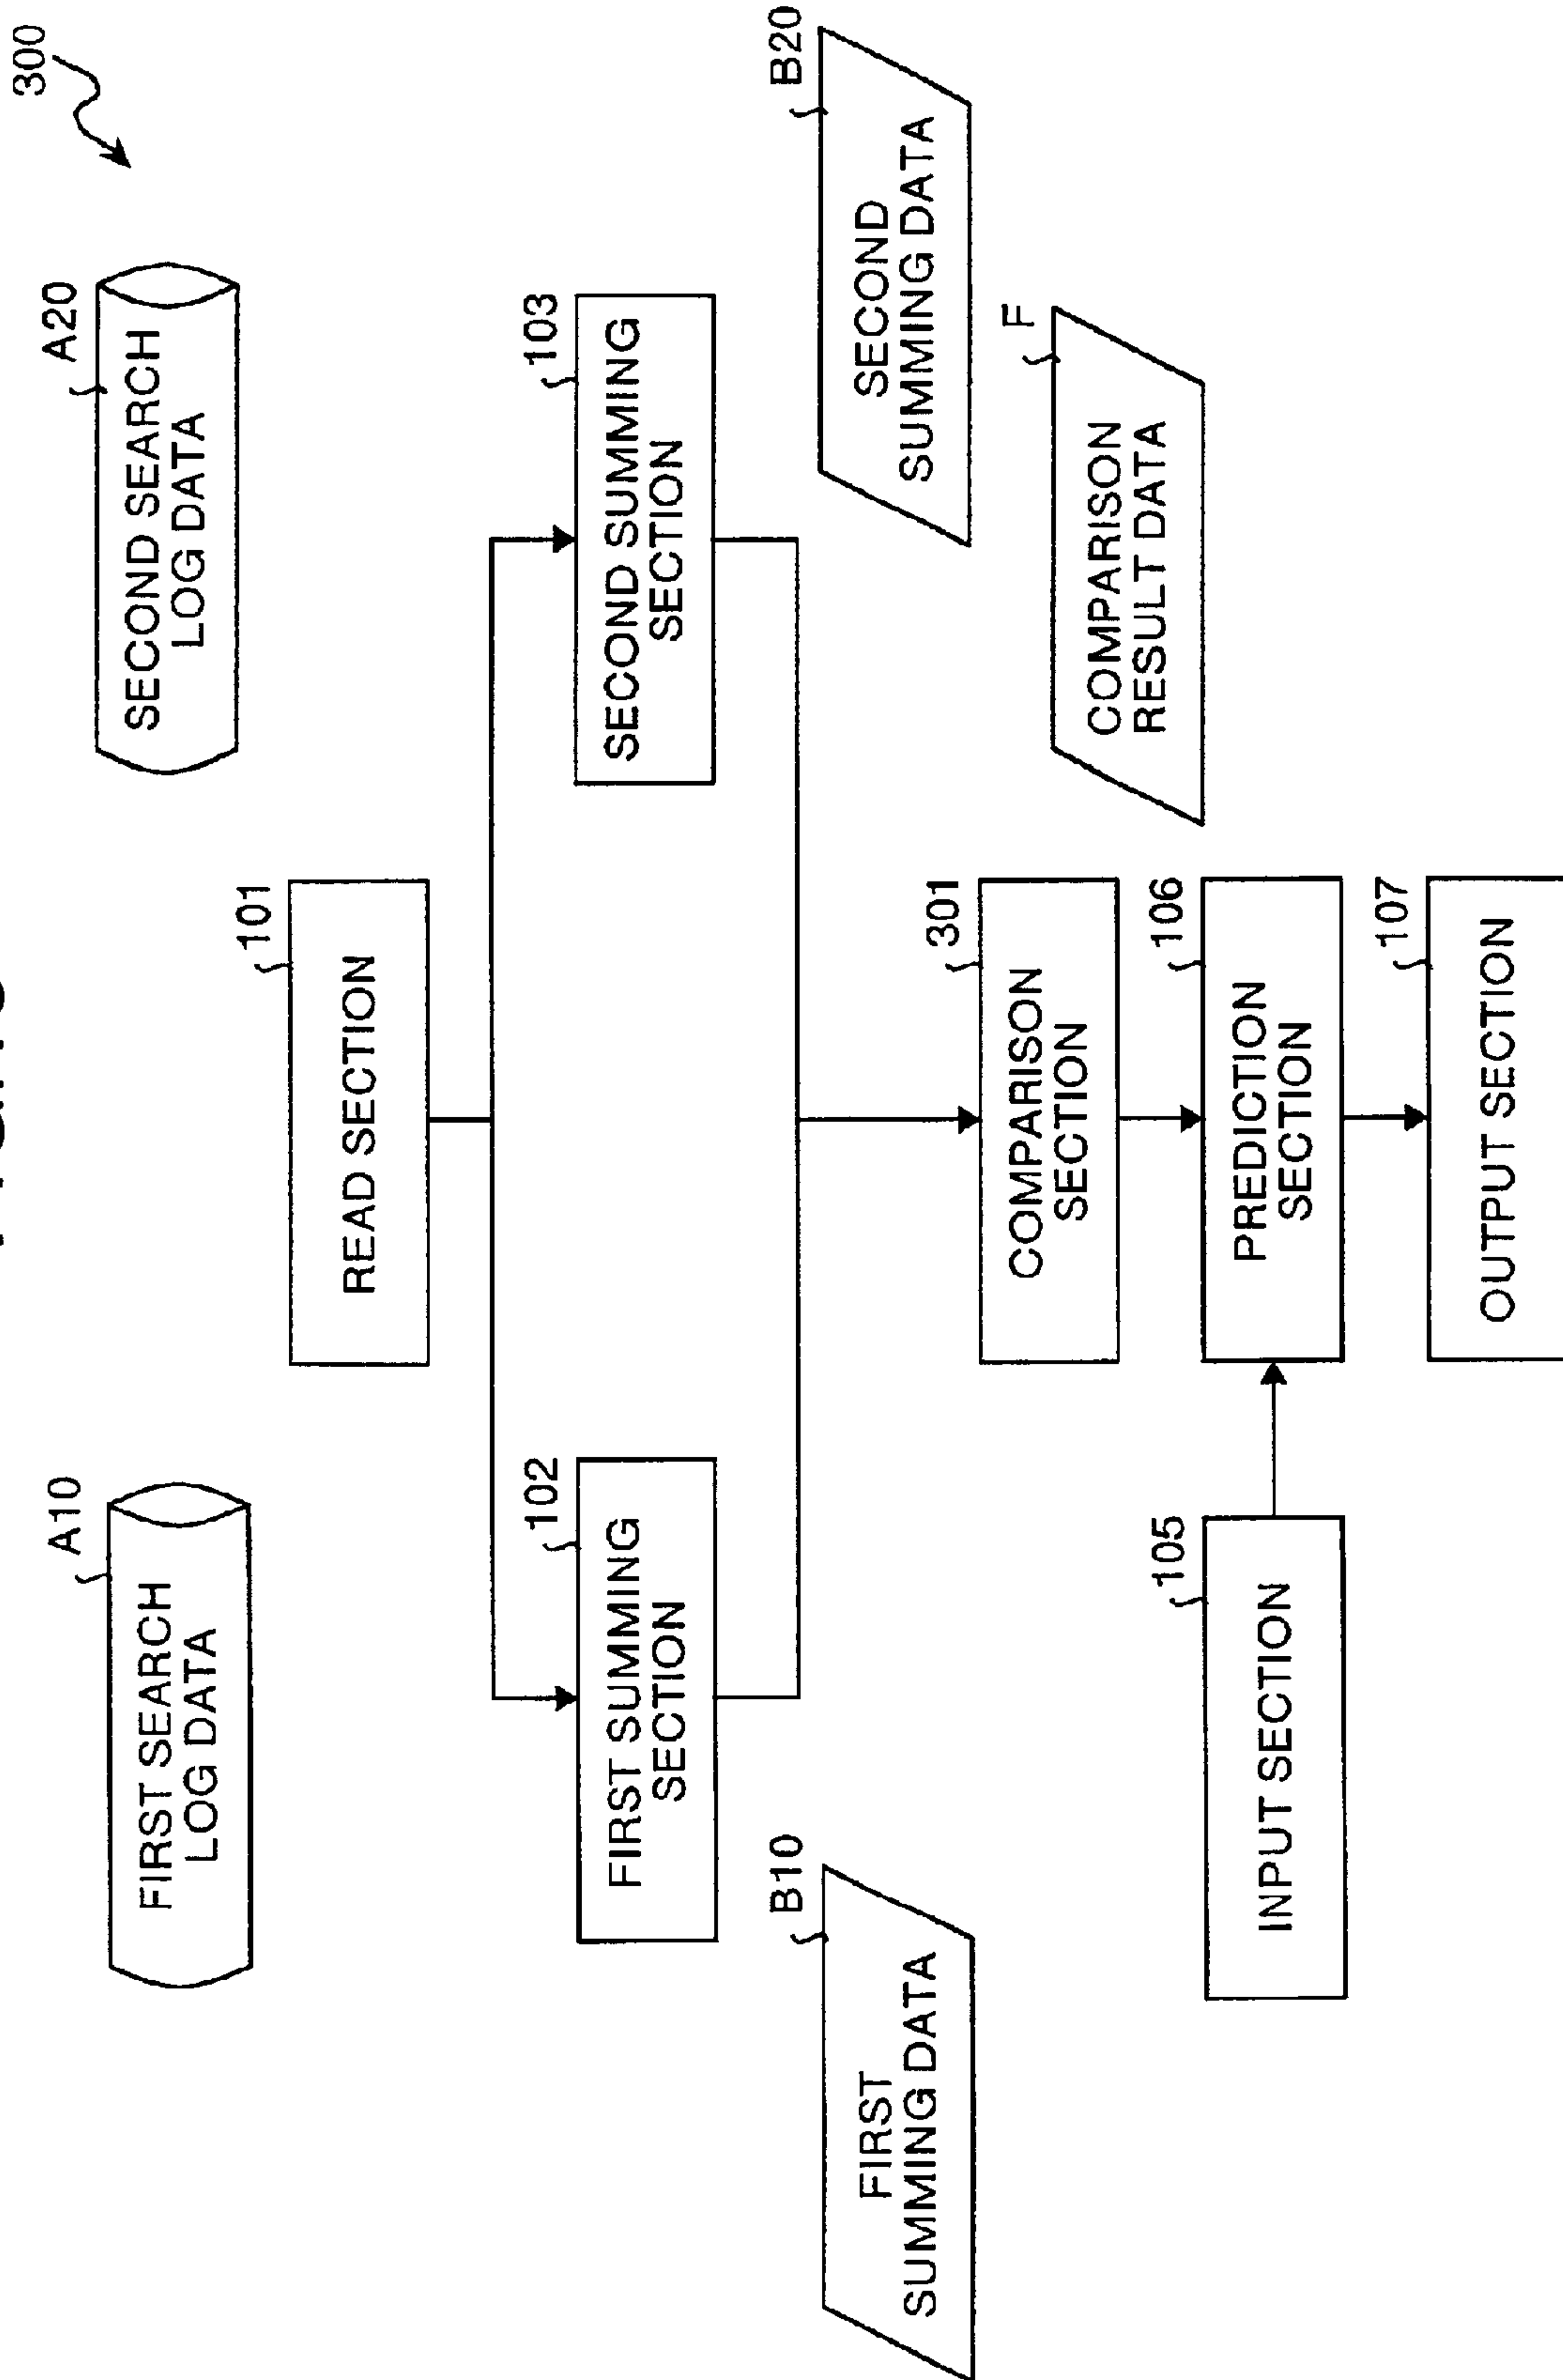 300
A10
FIRST SEARCH
LOG DATA
A20
SECOND SEARCH
LOG DATA
101
READ SECTION
102
FIRST SUMMING
SECTION
103
SECOND SUMMING
SECTION
B10
FIRST
SUMMING DATA
B20
SECOND
SUMMING DATA
301
COMPARISON
SECTION
F
COMPARISON
RESULT DATA
105
INPUT SECTION
106
PREDICTION
SECTION
107
OUTPUT SECTION